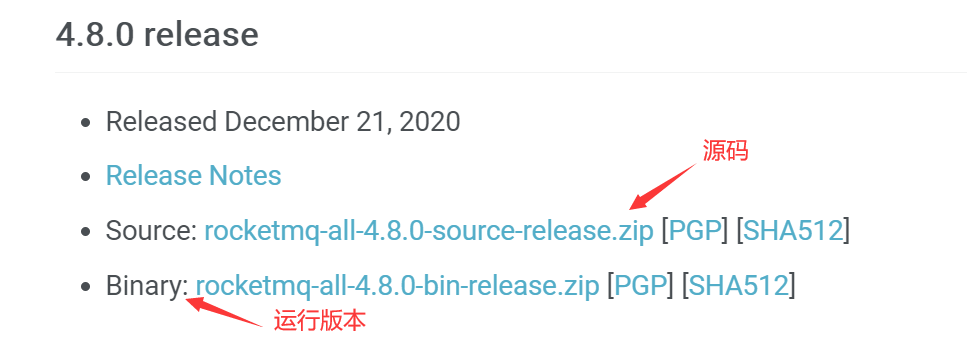 4.8.0 release
Released December 21, 2020
源码
Release Notes
Source: rocketmq-all-4.8.0-source-release.zip [PGP] [SHA512]
Binary: rocketmq-all-4.8.0-bin-release.zip [PGP] [SHA512]
运行版本